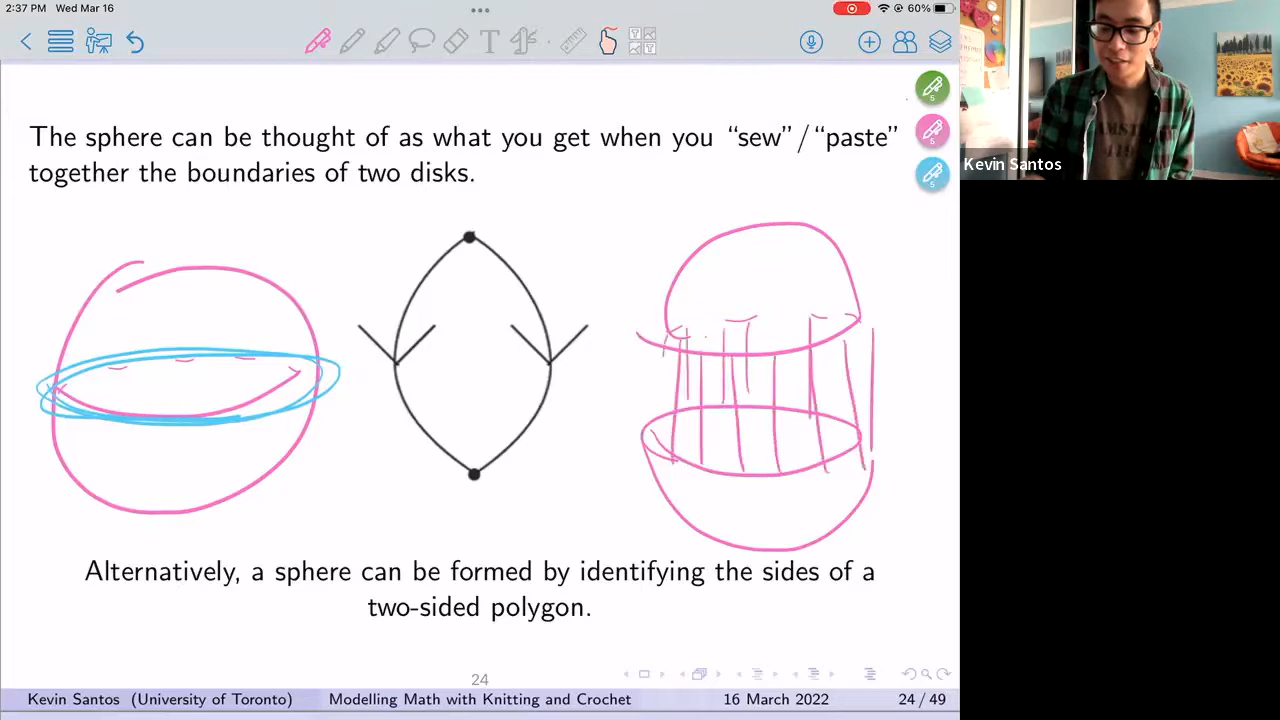 2:37 PM Wed Mar 16
60%
T
5
5
5
The sphere can be thought of as what you get when you “sew”/“paste”
together the boundaries of two disks.
Kevin Santos
Alternatively, a sphere can be formed by identifying the sides of a
two-sided polygon.
24
Kevin Santos (University of Toronto) Modelling Math with Knitting and Crochet 16 March 2022 24 / 49